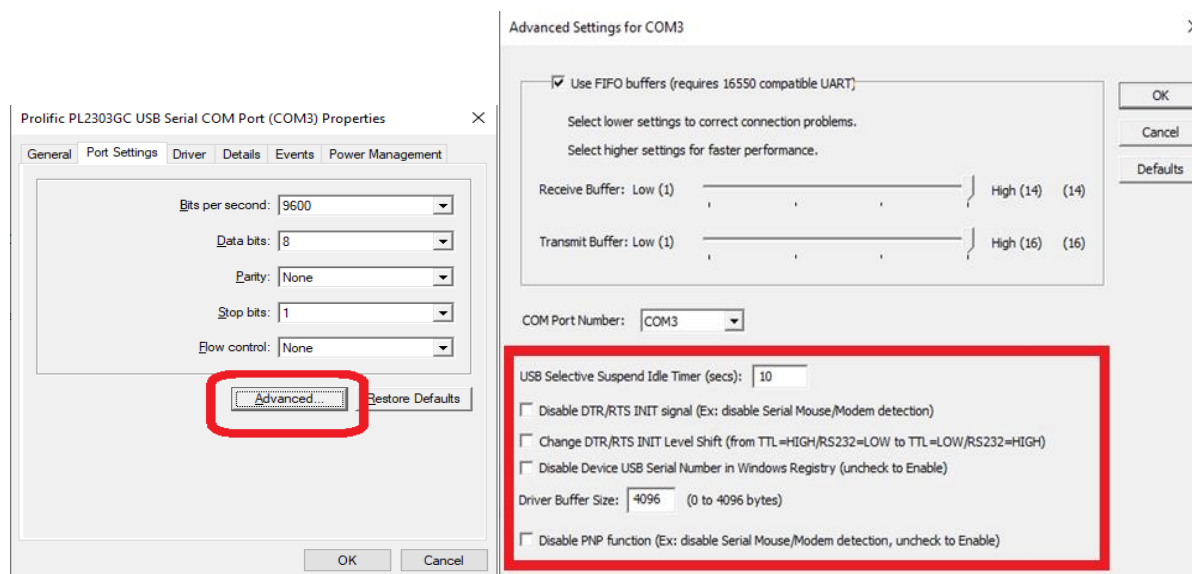 Prolific PL2303GC USB Serial COM Port (COM3) Properties
General Port Settings Driver Details Events Power Management
Bits per second: 9600
Data bits: 8
Parity: None
Stop bits: 1
Flow control: None
Advanced... Restore Defaults
OK Cancel
Advanced Settings for COM3
Use FIFO buffers (requires 16550 compatible UART)
OK
Select lower settings to correct connection problems.
Cancel
Select higher settings for faster performance.
Defaults
Receive Buffer: Low (1) High (14) (14)
Transmit Buffer: Low (1) High (16) (16)
COM Port Number: COM3
USB Selective Suspend Idle Timer (secs): 10
Disable DTR/RTS INIT signal (Ex: disable Serial Mouse/Modem detection)
Change DTR/RTS INIT Level Shift (from TTL=HIGH/RS232=LOW to TTL=LOW/RS232=HIGH)
Disable Device USB Serial Number in Windows Registry (uncheck to Enable)
Driver Buffer Size: 4096 (0 to 4096 bytes)
Disable PNP function (Ex: disable Serial Mouse/Modem detection, uncheck to Enable)